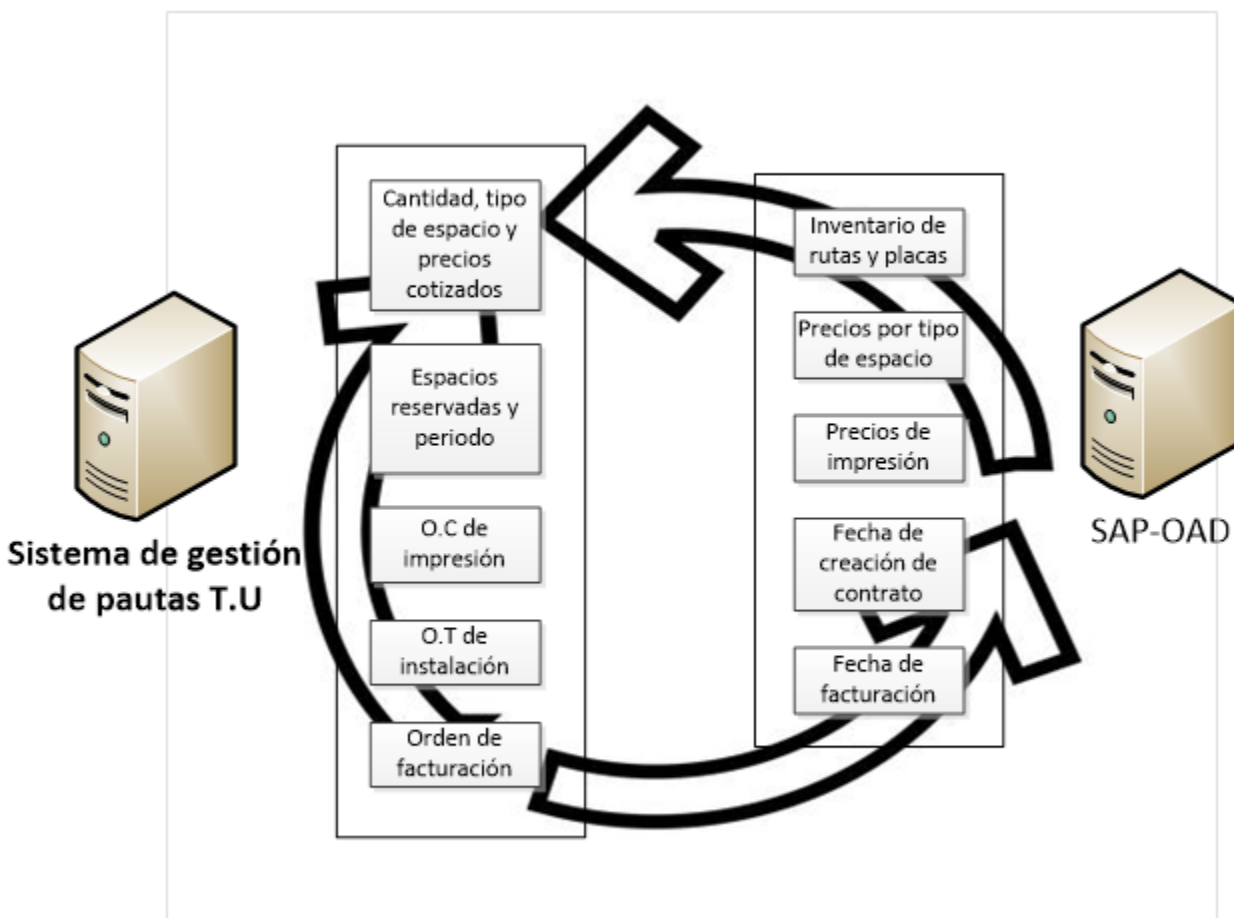 Cantidad, tipo
de espacio y
precios
cotizados
Espacios
reservadas y
periodo
O.C de
impresión
O.T de
instalación
Orden de
facturación
Sistema de gestión
de pautas T.U
Inventario de
rutas y placas
Precios por tipo
de espacio
Precios de
impresión
Fecha de
creación de
contrato
Fecha de
facturación
SAP-OAD